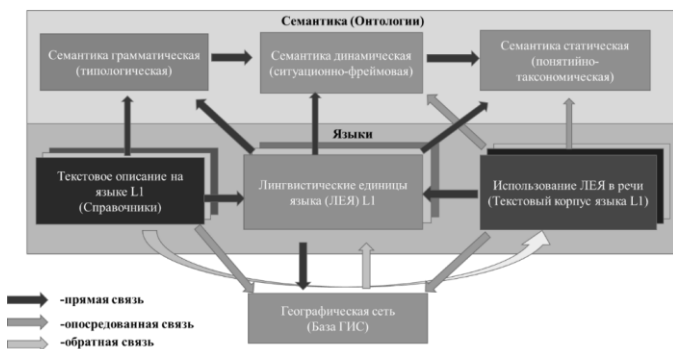 Семантика (Онтологии)
Семантика грамматическая
(типологическая)
Семантика динамическая
(ситуационно-фреймовая)
Семантика статическая
(понятийно-
таксономическая)
Языки
Текстовое описание на
языке L1
(Справочники)
Лингвистические единицы
языка (ЛЕЯ) L1
Использование ЛЕЯ в речи
(Текстовый корпус языка L1)
Географическая сеть
(База ГИС)
-прямая связь
-опосредованная связь
-обратная связь